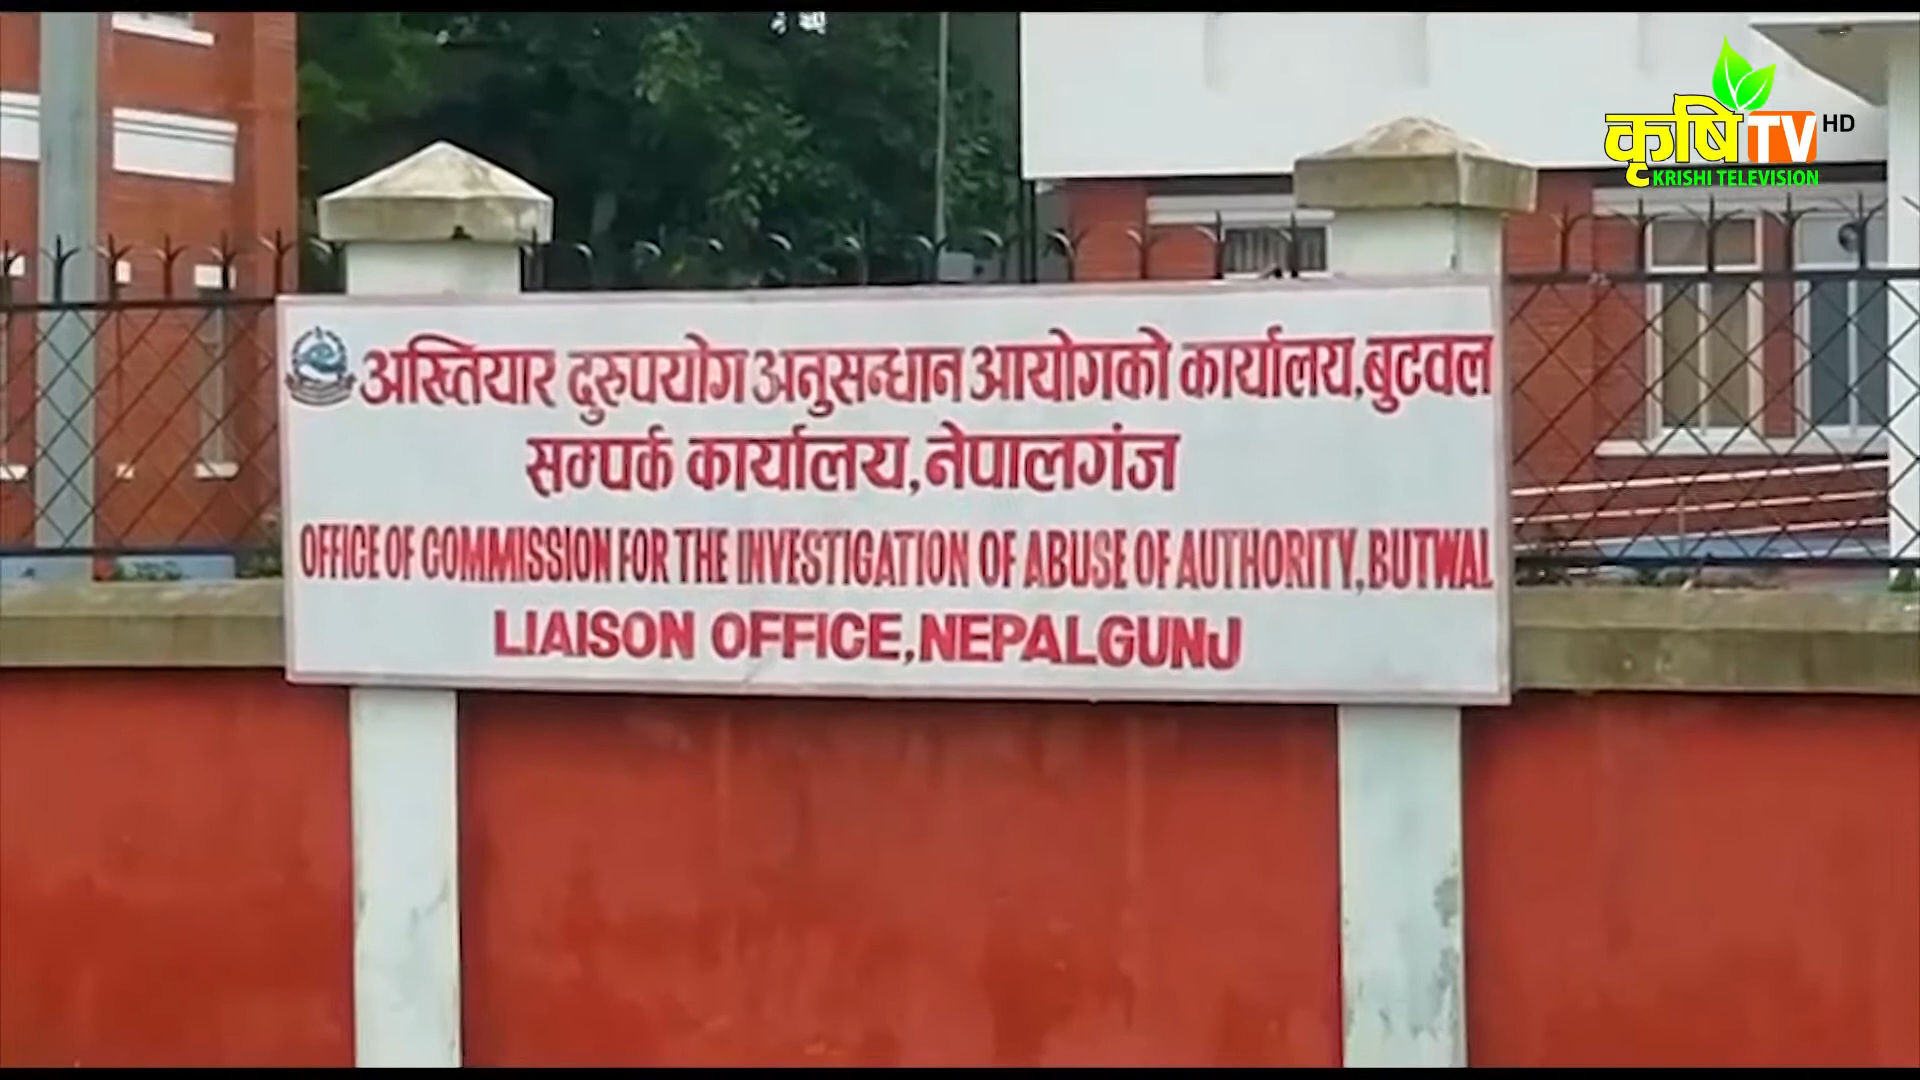 कृषि TV HD
KRISHI TELEVISION
अख्तियार दुरुपयोग अनुसन्धान आयोगको कार्यालय,बुटवल
सम्पर्क कार्यालय,नेपालगंज
OFFICE OF COMMISSION FOR THE INVESTIGATION OF ABUSE OF AUTHORITY,BUTWAL
LIAISON OFFICE,NEPALGUNJ